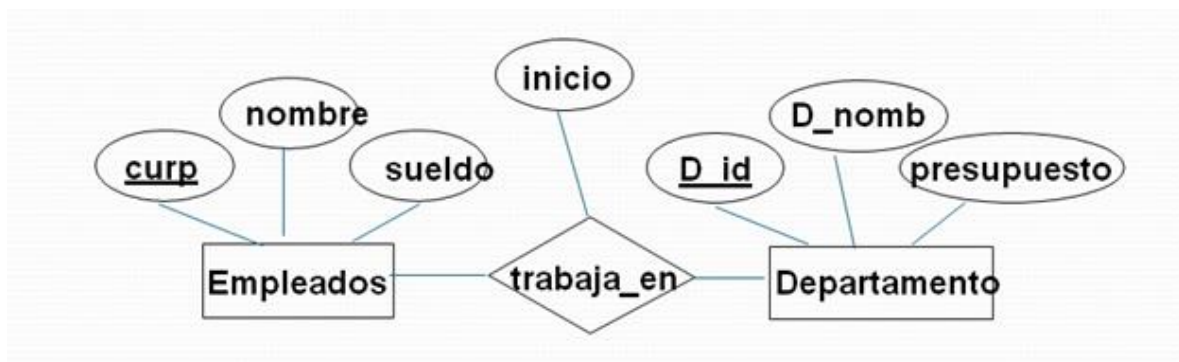 inicio
nombre
D_nomb
curp
sueldo
D_id
presupuesto
Empleados
trabaja_en
Departamento